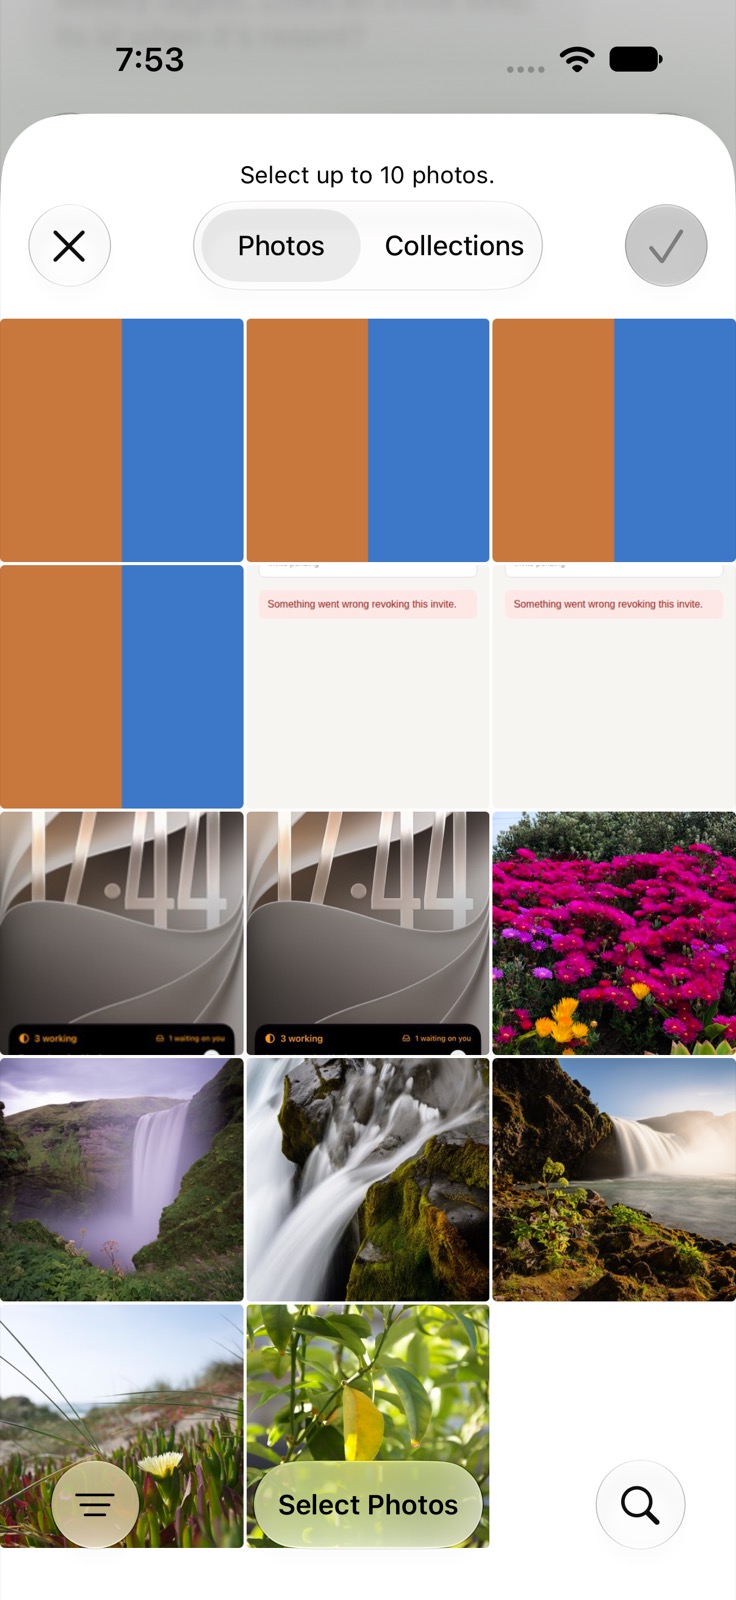 7:53
Select up to 10 photos.
Photos
Collections
Something went wrong revoking this invite.
Something went wrong revoking this invite.
3 working
1 waiting on you
3 working
1 waiting on you
Select Photos